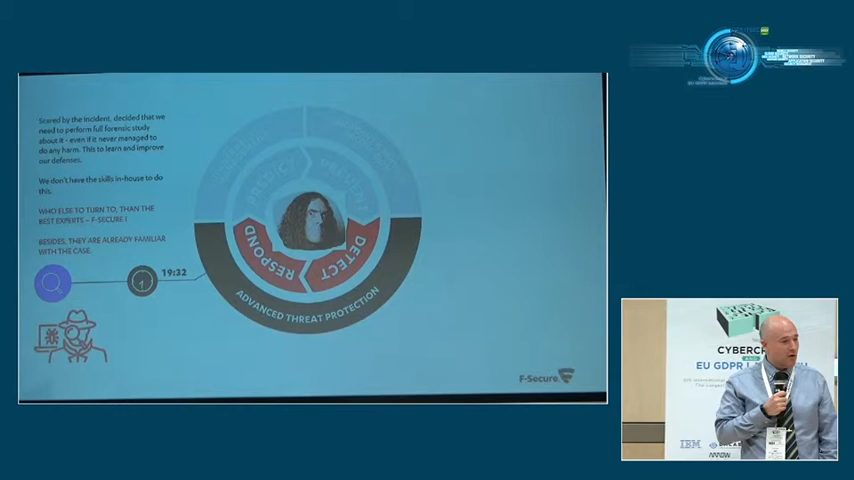 Scared by the incident, decided that we
need to perform full forensic study
about it - even if it never managed to
do any harm. This to learn and improve
our defenses.
We don't have the skills in-house to do
this.
WHO ELSE TO TURN TO, THAN THE
BEST EXPERTS - F-SECURE !
BESIDES, THEY ARE ALREADY FAMILIAR
WITH THE CASE.
19:32
PREDICT
PREVENT
RESPOND
DETECT
ADVANCED THREAT PROTECTION
F-Secure.
CYBERCR
EU GDPR
IBM
ARROW